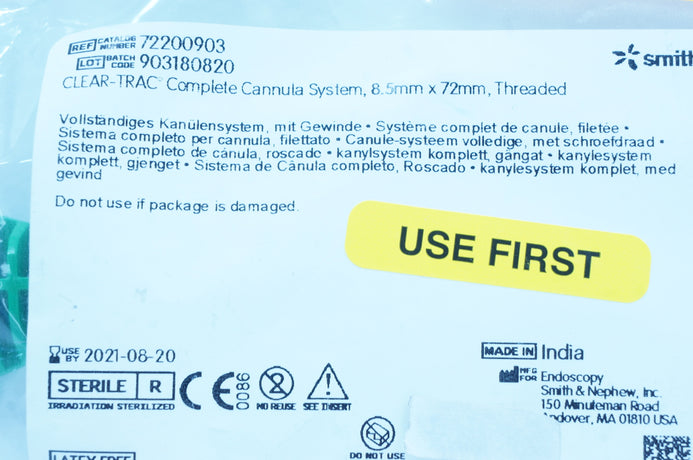 REF CATALOG NUMBER 72200903
LOT BATCH CODE 903180820
smith
CLEAR-TRAC° Complete Cannula System, 8.5mm x 72mm, Threaded
Vollständiges Kanülensystem, mit Gewinde • Système complet de canule, filetée •
Sistema completo per cannula, filettato • Canule-systeem volledige, met schroefdraad •
Sistema completo de cánula, roscado • kanylsystem komplett, gängat • kanylesystem
komplett, gjenget • Sistema de Cânula completo, Roscado • kanylesystem komplet, med
gevind
Do not use if package is damaged.
USE FIRST
USE BY 2021-08-20
MADE IN India
STERILE R
IRRADIATION STERILIZED
CE 0086
NO REUSE
SEE INSERT
MFG FOR Endoscopy
Smith & Nephew, Inc.
150 Minuteman Road
Andover, MA 01810 USA
DO NOT USE
LATEX FREE